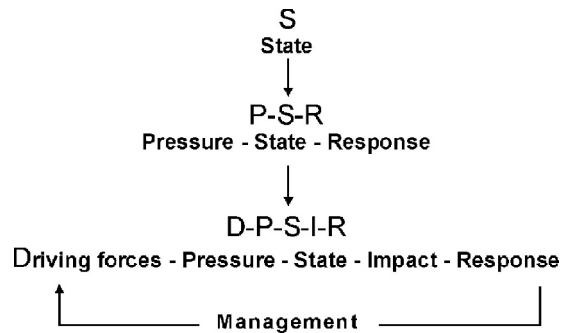 S
State
P-S-R
Pressure - State - Response
D-P-S-I-R
Driving forces - Pressure - State - Impact - Response
Management